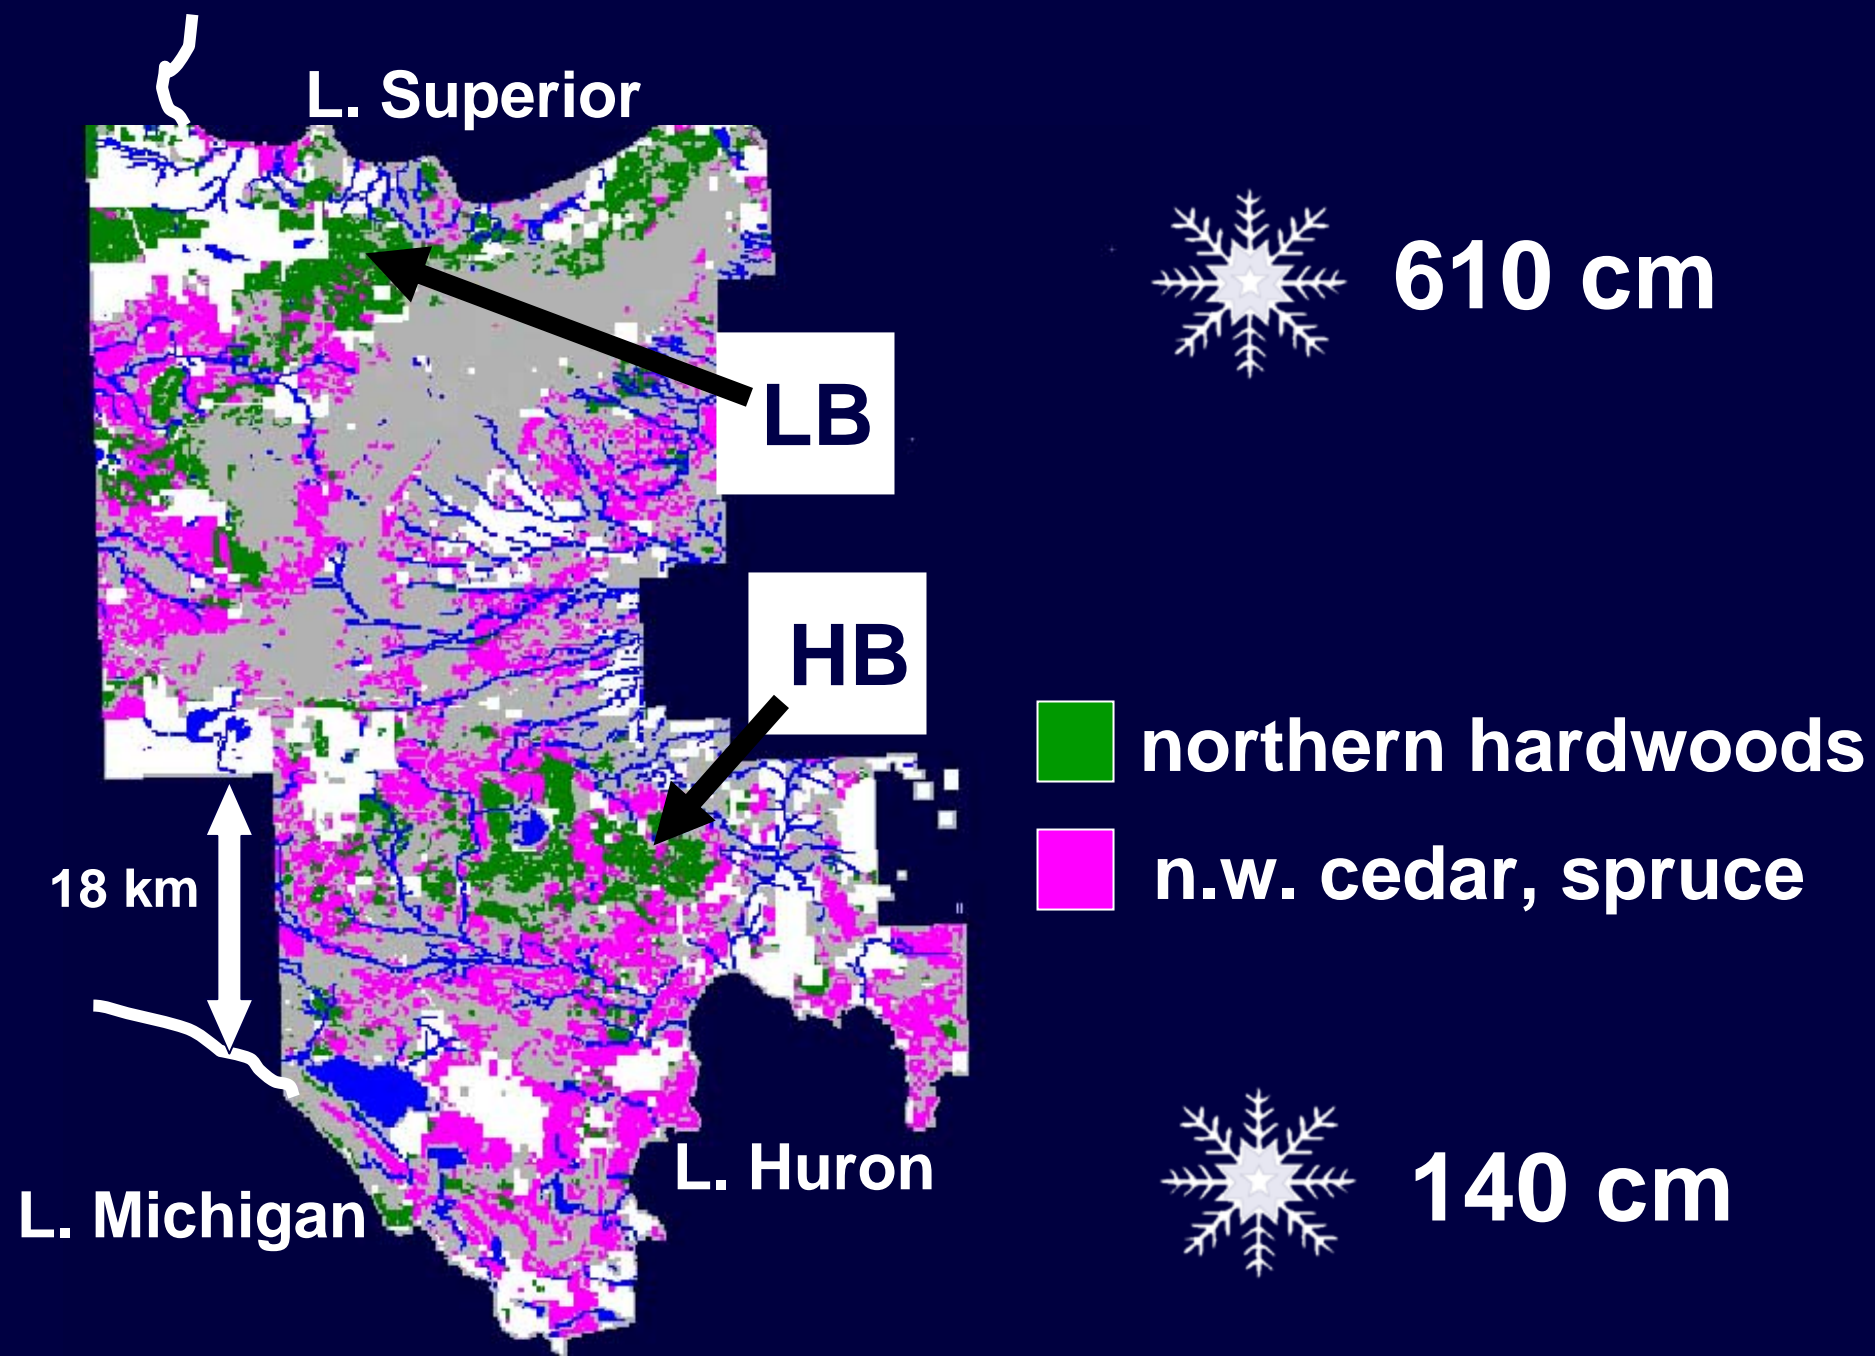 L. Superior
610 cm
LB
HB
northern hardwoods
18 km
n.w. cedar, spruce
L. Huron
140 cm
L. Michigan